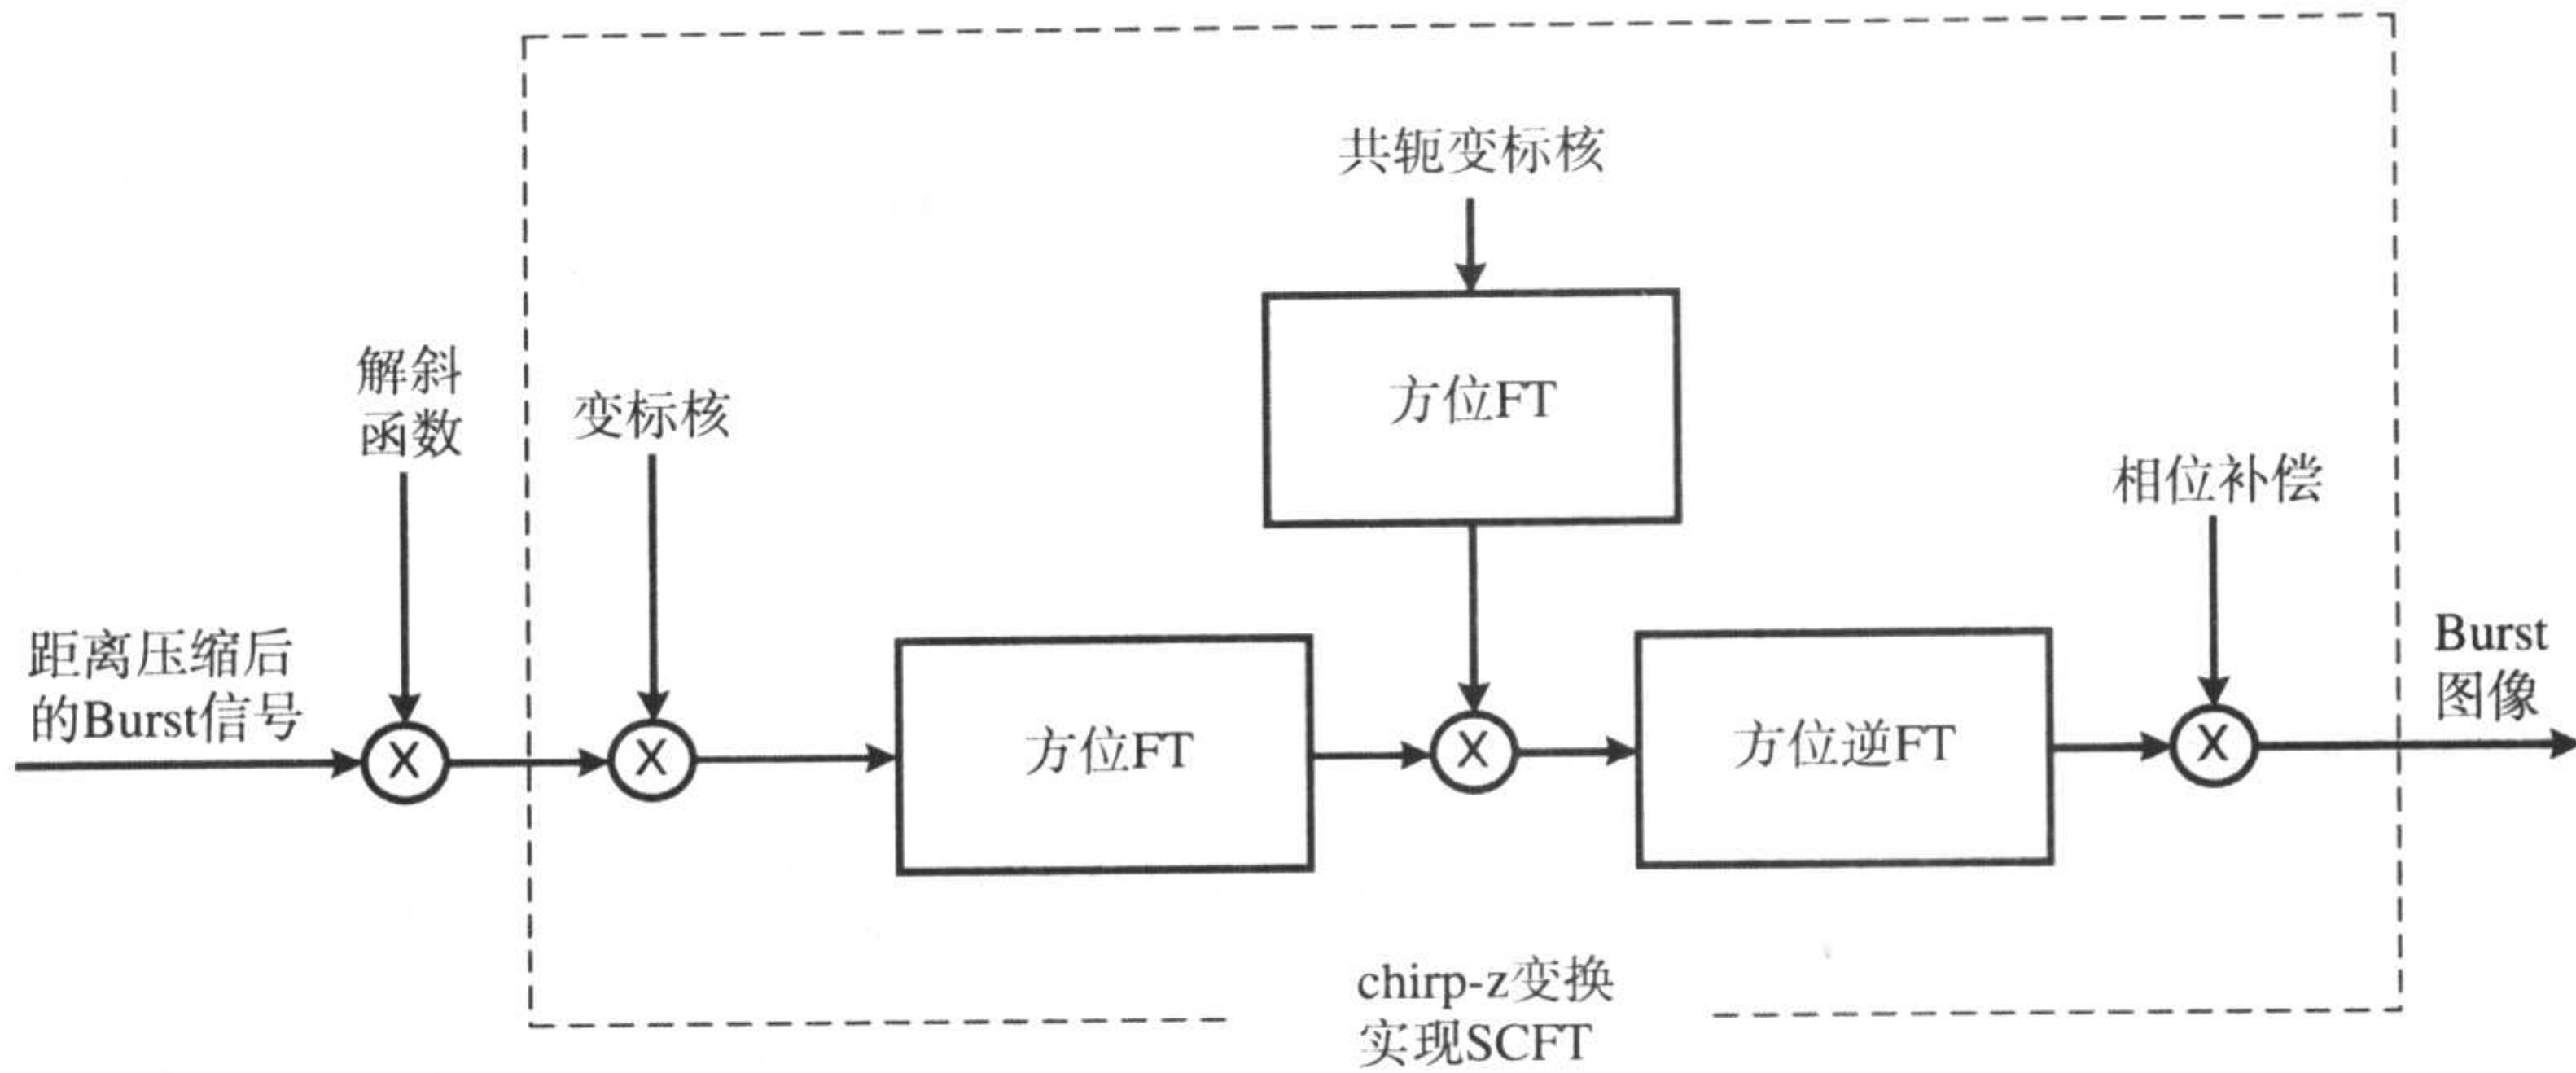 共轭变标核
方位FT
解斜
函数
变标核
相位补偿
距离压缩后
的Burst信号
X
X
方位FT
X
方位逆FT
X
Burst
图像
chirp-z变换
实现SCFT